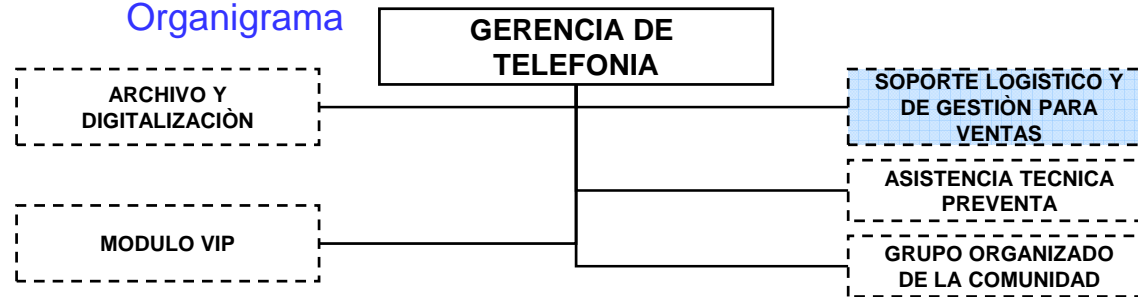 Organigrama
GERENCIA DE
TELEFONIA
ARCHIVO Y
DIGITALIZACIÒN
SOPORTE LOGISTICO Y
DE GESTIÒN PARA
VENTAS
ASISTENCIA TECNICA
PREVENTA
MODULO VIP
GRUPO ORGANIZADO
DE LA COMUNIDAD